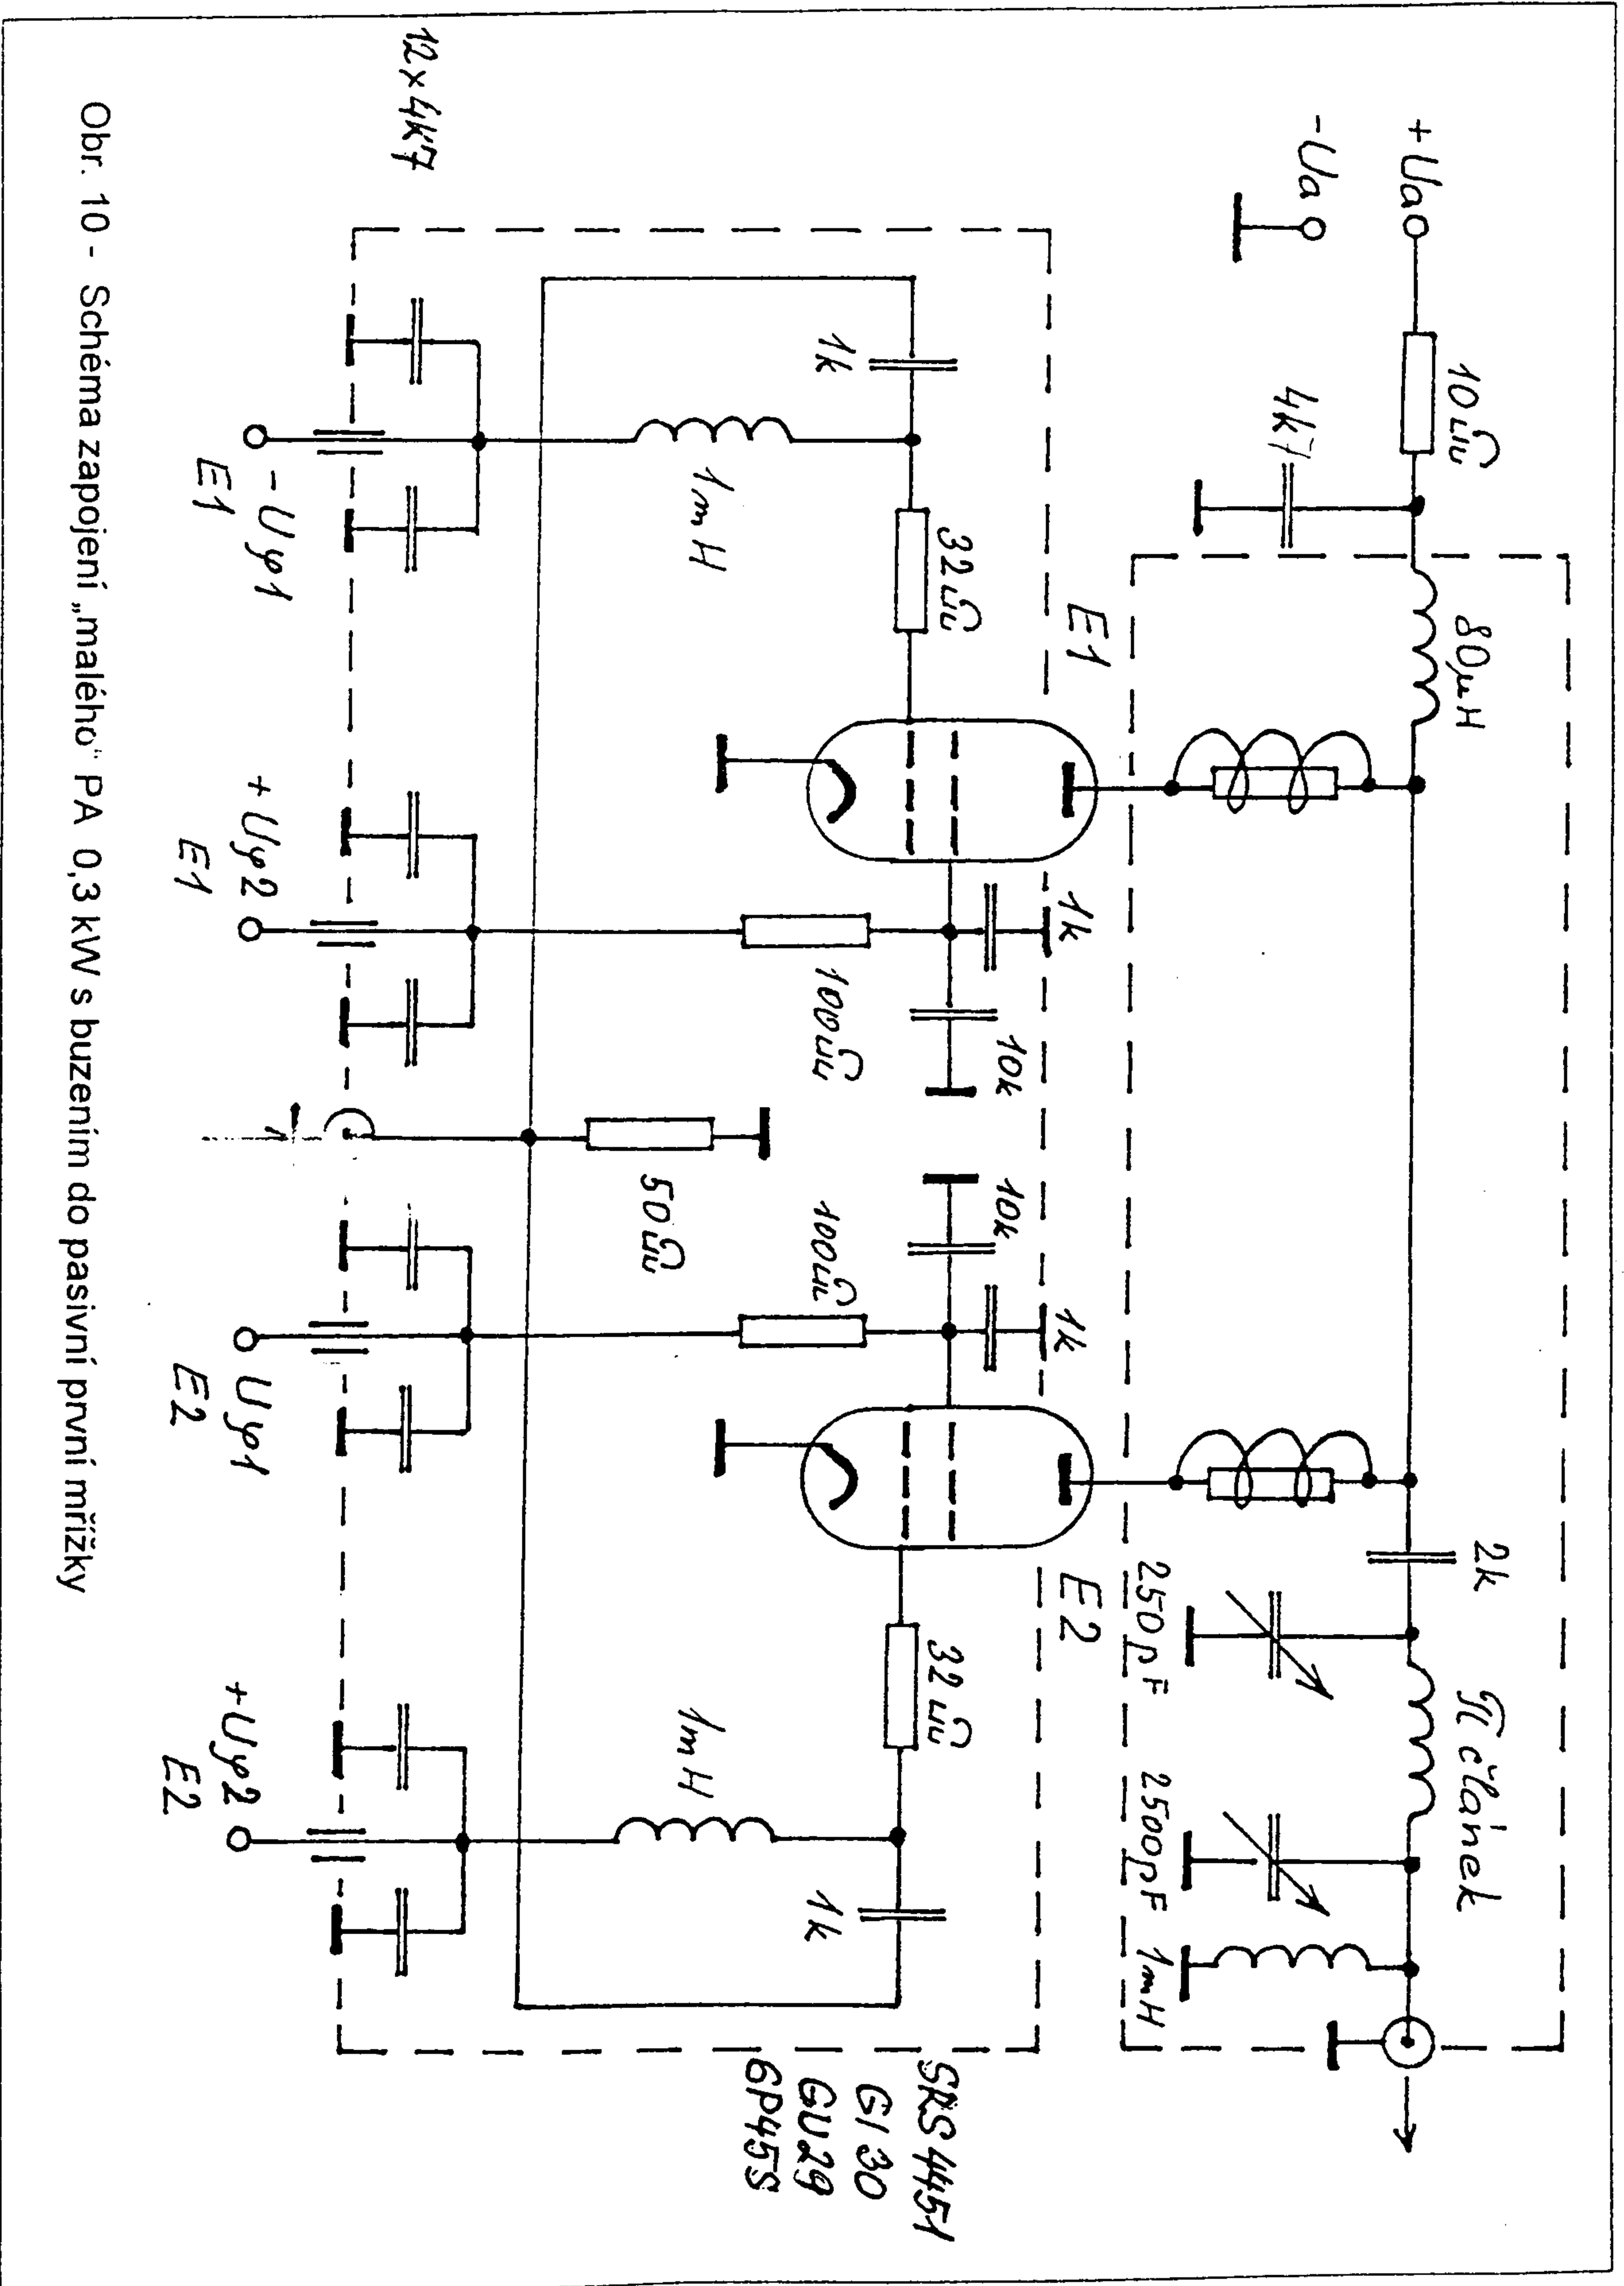 +Ua
10Ω
80μH
2k
Π článek
-Ua
4k7
250pF
2500pF
1mH
E1
E2
1k
1k
32Ω
10k
10k
32Ω
1k
1k
1mH
100Ω
100Ω
1mH
50Ω
SRS 4451
GI 30
GU29
6P45S
12×4k7
-Ug1
E1
+Ug2
E1
Ug1
E2
+Ug2
E2
Obr. 10 - Schéma zapojení „malého“ PA 0,3 kW s buzením do pasivní první mřížky